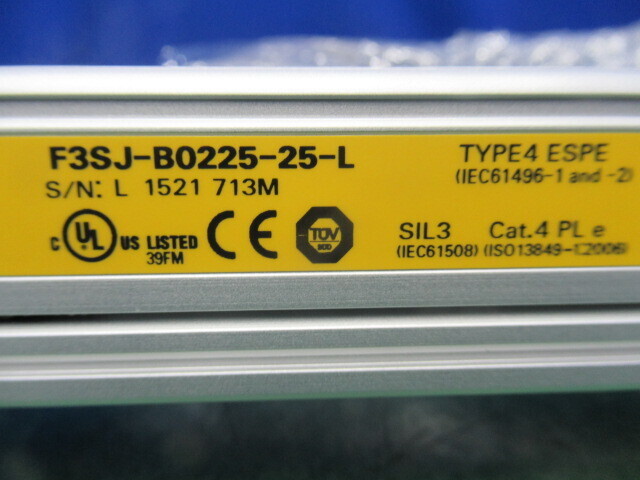 F3SJ-B0225-25-L
S/N: L 1521 713M
TYPE4 ESPE
(IEC61496-1 and -2)
C UL US LISTED
39FM
CE
TÜV
SIL3
(IEC61508)
Cat.4 PL e
(ISO13849-1:2006)